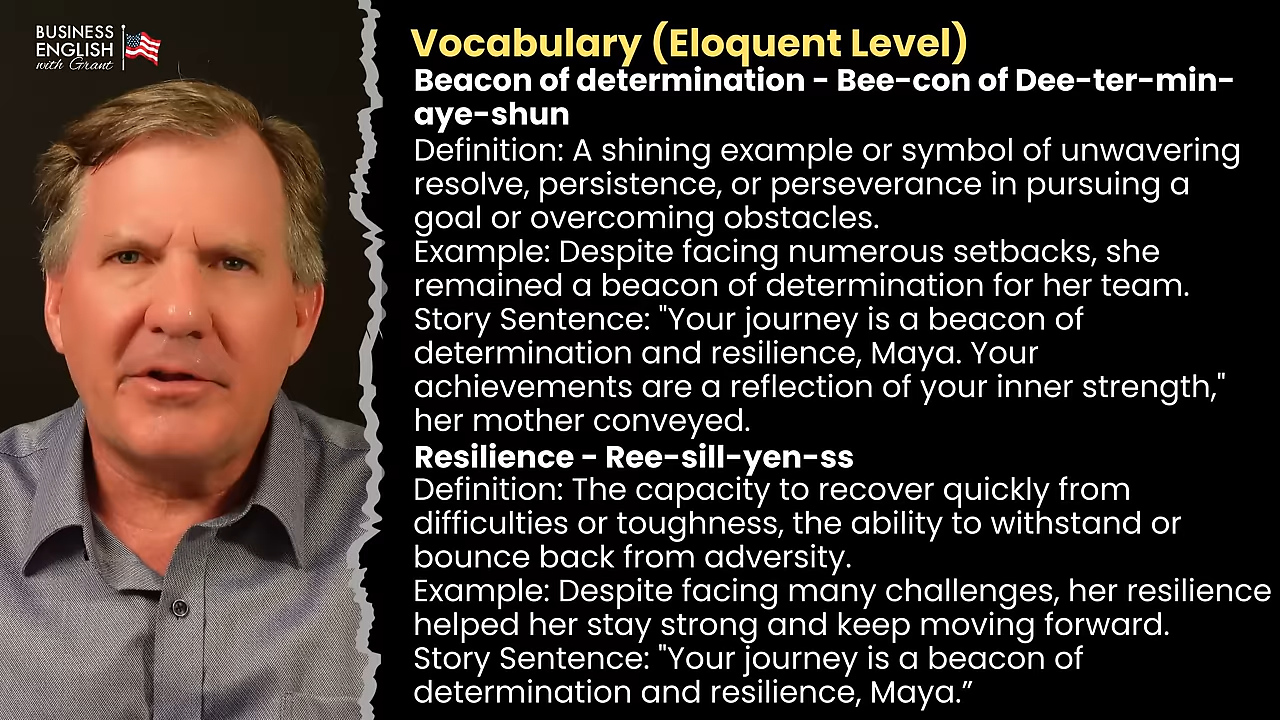 BUSINESS
ENGLISH
with Grant
Vocabulary (Eloquent Level)
Beacon of determination - Bee-con of Dee-ter-min-
aye-shun
Definition: A shining example or symbol of unwavering
resolve, persistence, or perseverance in pursuing a
goal or overcoming obstacles.
Example: Despite facing numerous setbacks, she
remained a beacon of determination for her team.
Story Sentence: "Your journey is a beacon of
determination and resilience, Maya. Your
achievements are a reflection of your inner strength,"
her mother conveyed.
Resilience - Ree-sill-yen-ss
Definition: The capacity to recover quickly from
difficulties or toughness, the ability to withstand or
bounce back from adversity.
Example: Despite facing many challenges, her resilience
helped her stay strong and keep moving forward.
Story Sentence: "Your journey is a beacon of
determination and resilience, Maya.”